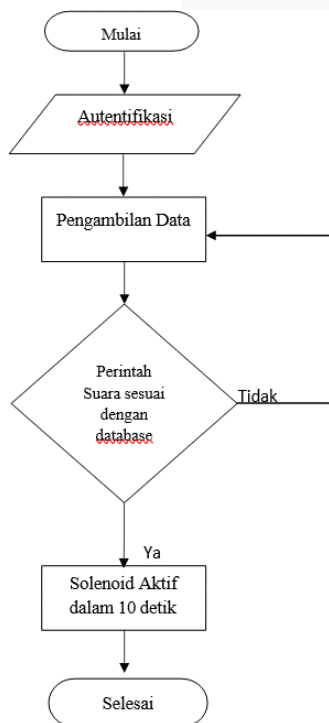 Mulai
Autentifikasi
Pengambilan Data
Perintah
Suara sesuai
dengan
database
Tidak
Ya
Solenoid Aktif
dalam 10 detik
Selesai